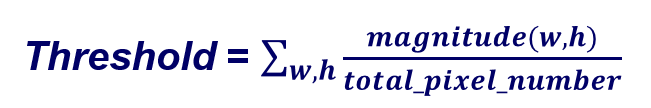 Threshold = ∑w,h magnitude(w,h) / total_pixel_number